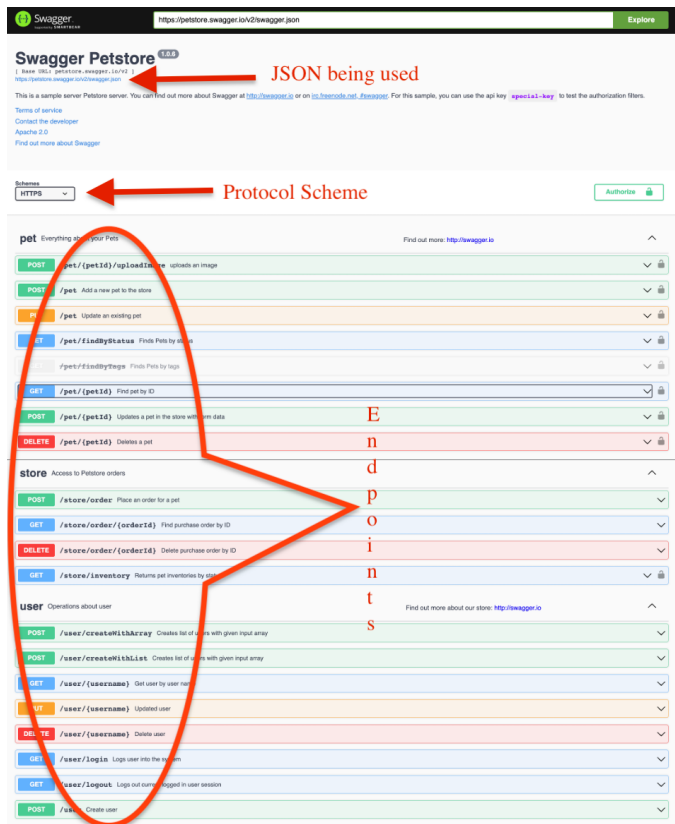 Swagger.
Supported by SMARTBEAR
https://petstore.swagger.io/v2/swagger.json
Explore
Swagger Petstore 1.0.6
[ Base URL: petstore.swagger.io/v2 ]
https://petstore.swagger.io/v2/swagger.json
JSON being used
This is a sample server Petstore server. You can find out more about Swagger at http://swagger.io or on irc.freenode.net, #swagger. For this sample, you can use the api key special-key to test the authorization filters.
Terms of service
Contact the developer
Apache 2.0
Find out more about Swagger
Schemes
HTTPS
Protocol Scheme
Authorize
pet Everything about your Pets
Find out more: http://swagger.io
POST /pet/{petId}/uploadImage uploads an image
POST /pet Add a new pet to the store
PUT /pet Update an existing pet
GET /pet/findByStatus Finds Pets by status
/pet/findByTags Finds Pets by tags
GET /pet/{petId} Find pet by ID
POST /pet/{petId} Updates a pet in the store with form data
DELETE /pet/{petId} Deletes a pet
store Access to Petstore orders
POST /store/order Place an order for a pet
GET /store/order/{orderId} Find purchase order by ID
DELETE /store/order/{orderId} Delete purchase order by ID
GET /store/inventory Returns pet inventories by status
Endpoints
user Operations about user
Find out more about our store: http://swagger.io
POST /user/createWithArray Creates list of users with given input array
POST /user/createWithList Creates list of users with given input array
GET /user/{username} Get user by user name
PUT /user/{username} Updated user
DELETE /user/{username} Delete user
GET /user/login Logs user into the system
GET /user/logout Logs out current logged in user session
POST /user Create user